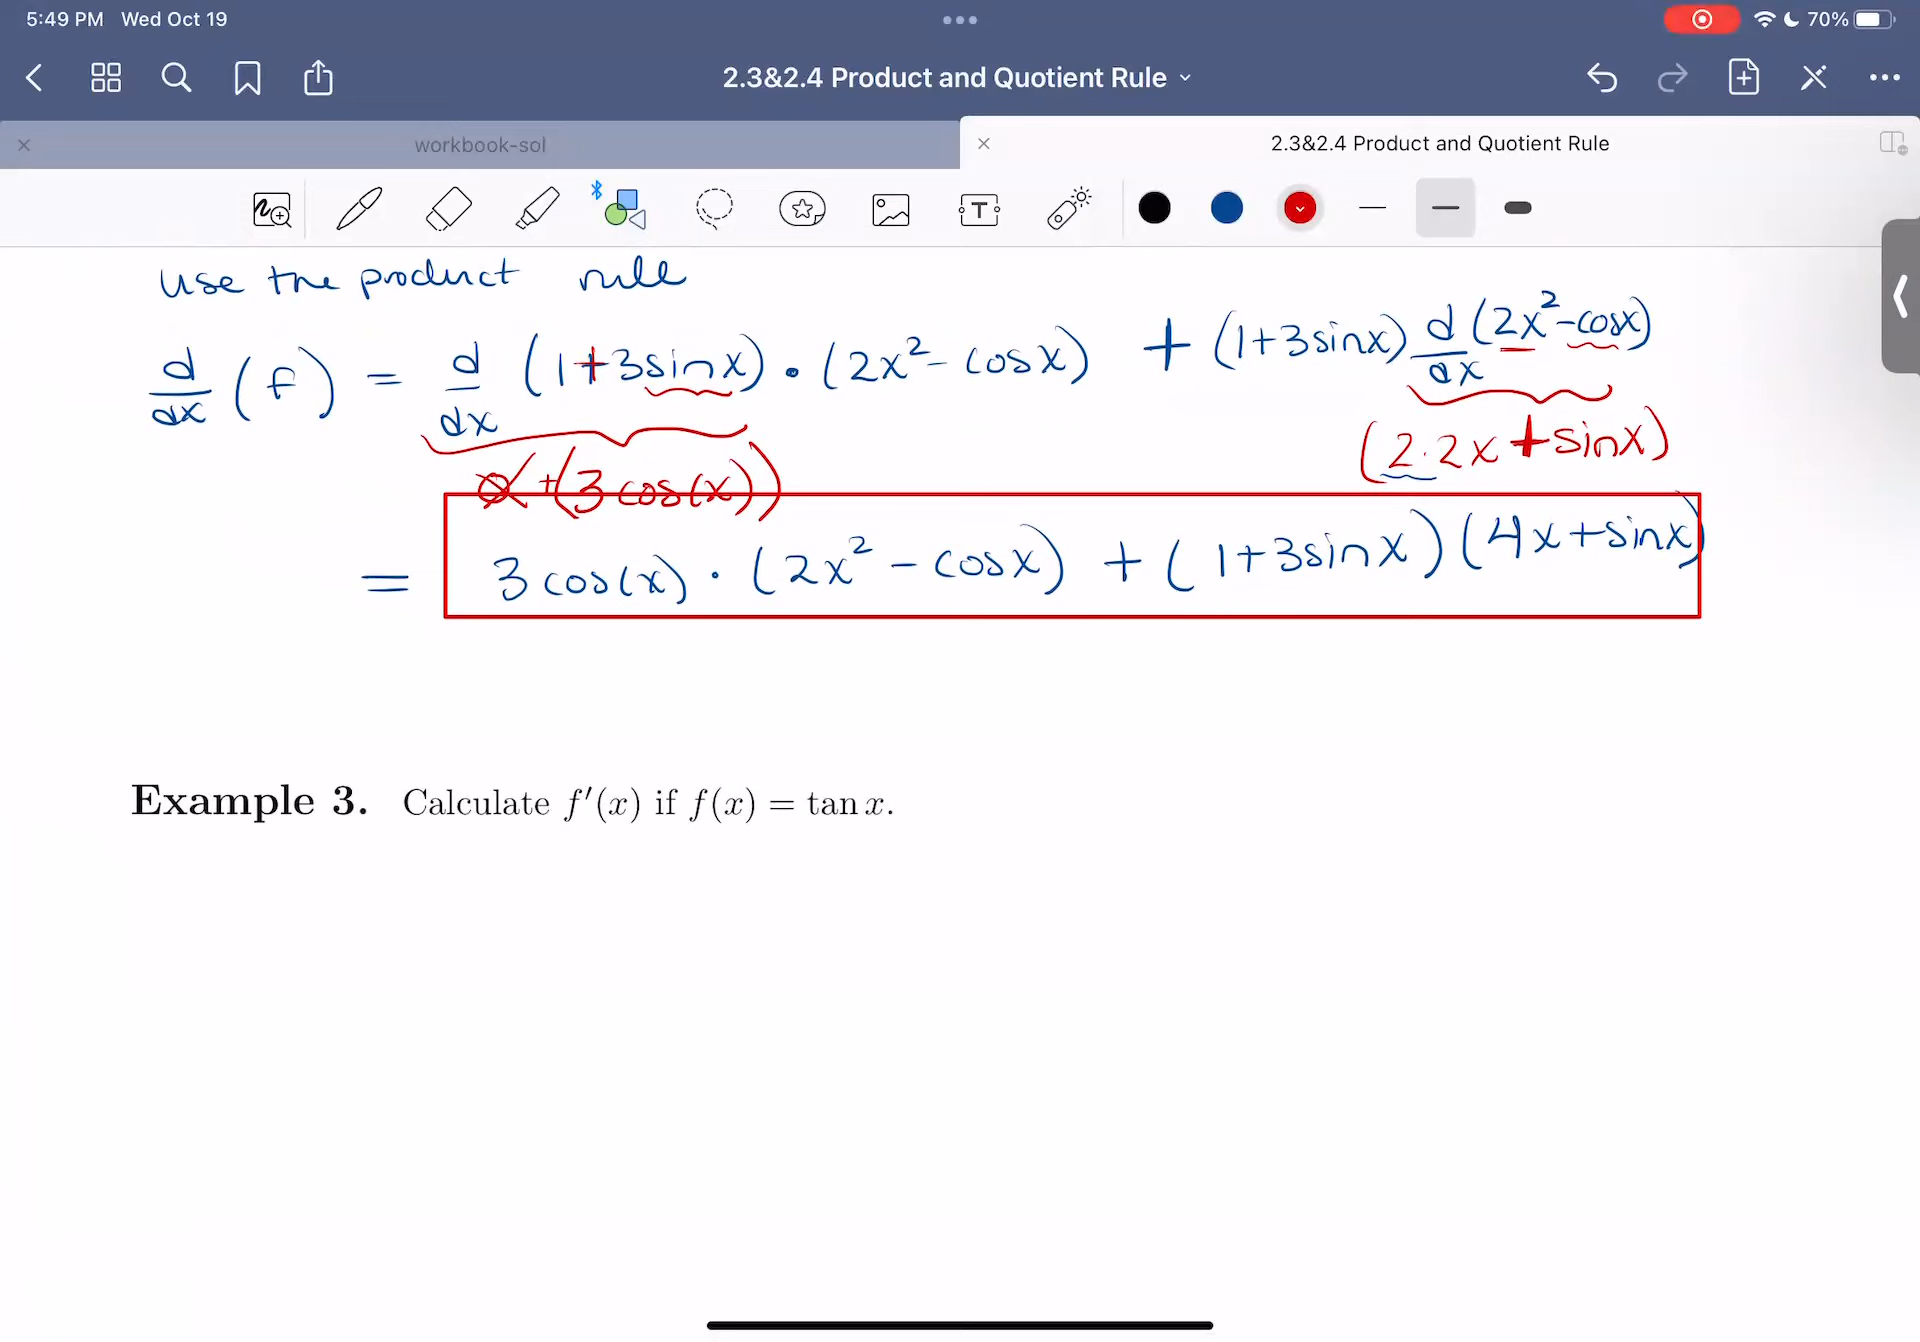 5:49 PM Wed Oct 19
70%
2.3&2.4 Product and Quotient Rule
workbook-sol
2.3&2.4 Product and Quotient Rule
T
use the product rule
d/dx (f) = d/dx (1+3sinx) · (2x² - cosx) + (1+3sinx) d/dx (2x²-cosx)
0 + (3cos(x)) (2·2x+sinx)
= 3cos(x) · (2x² - cosx) + (1+3sinx)(4x+sinx)
Example 3. Calculate f′(x) if f(x) = tan x.